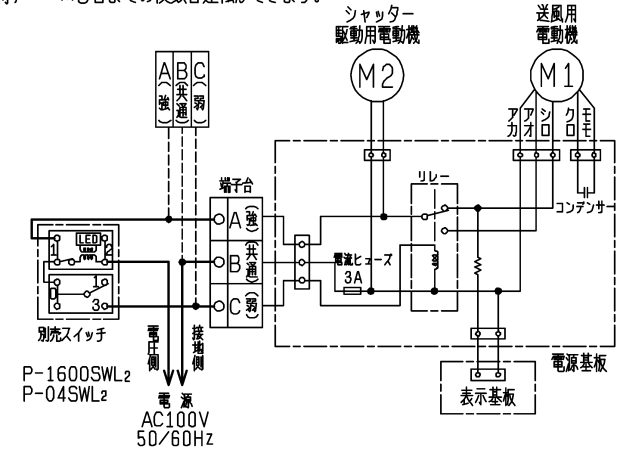 シャッター
駆動用電動機
送風用
電動機
M2
M1
A(強)
B(共通)
C(弱)
アカ
アオ
シロ
クロ
モモ
コンデンサー
端子台
リレー
A(強)
B(共通)
C(弱)
電流ヒューズ
3A
LED
1
2
0
1
3
別売スイッチ
P-1600SWL2
P-04SWL2
電圧側
接地側
電源
AC100V
50/60Hz
電源基板
表示基板